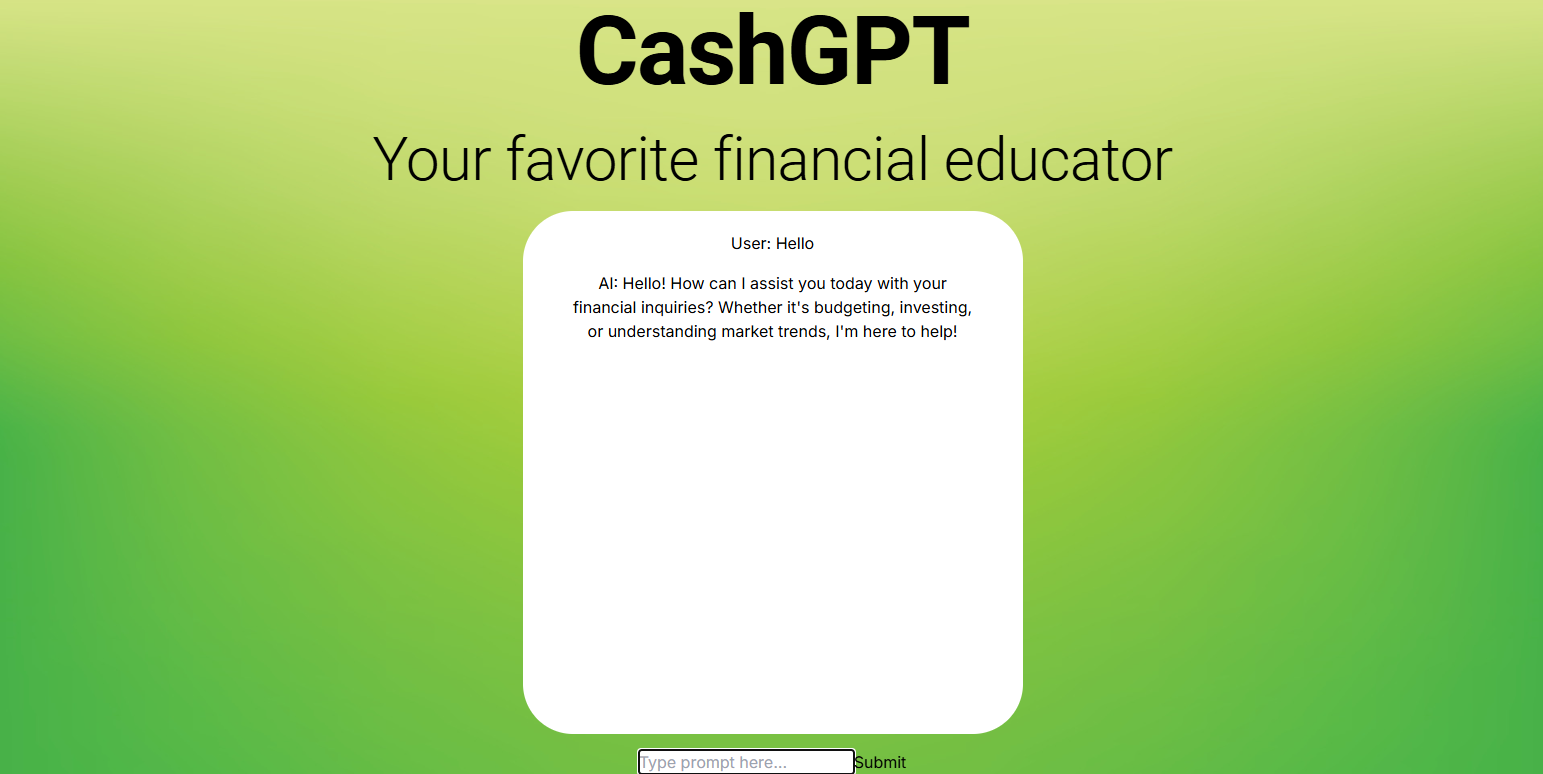 CashGPT
Your favorite financial educator
User: Hello
AI: Hello! How can I assist you today with your
financial inquiries? Whether it's budgeting, investing,
or understanding market trends, I'm here to help!
Type prompt here... Submit